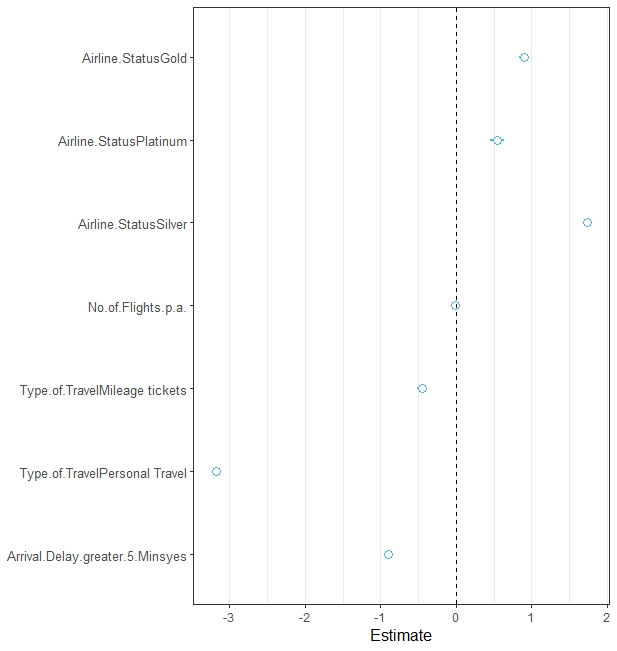 Airline.StatusGold
Airline.StatusPlatinum
Airline.StatusSilver
No.of.Flights.p.a.
Type.of.TravelMileage tickets
Type.of.TravelPersonal Travel
Arrival.Delay.greater.5.Minsyes
-3 -2 -1 0 1 2
Estimate